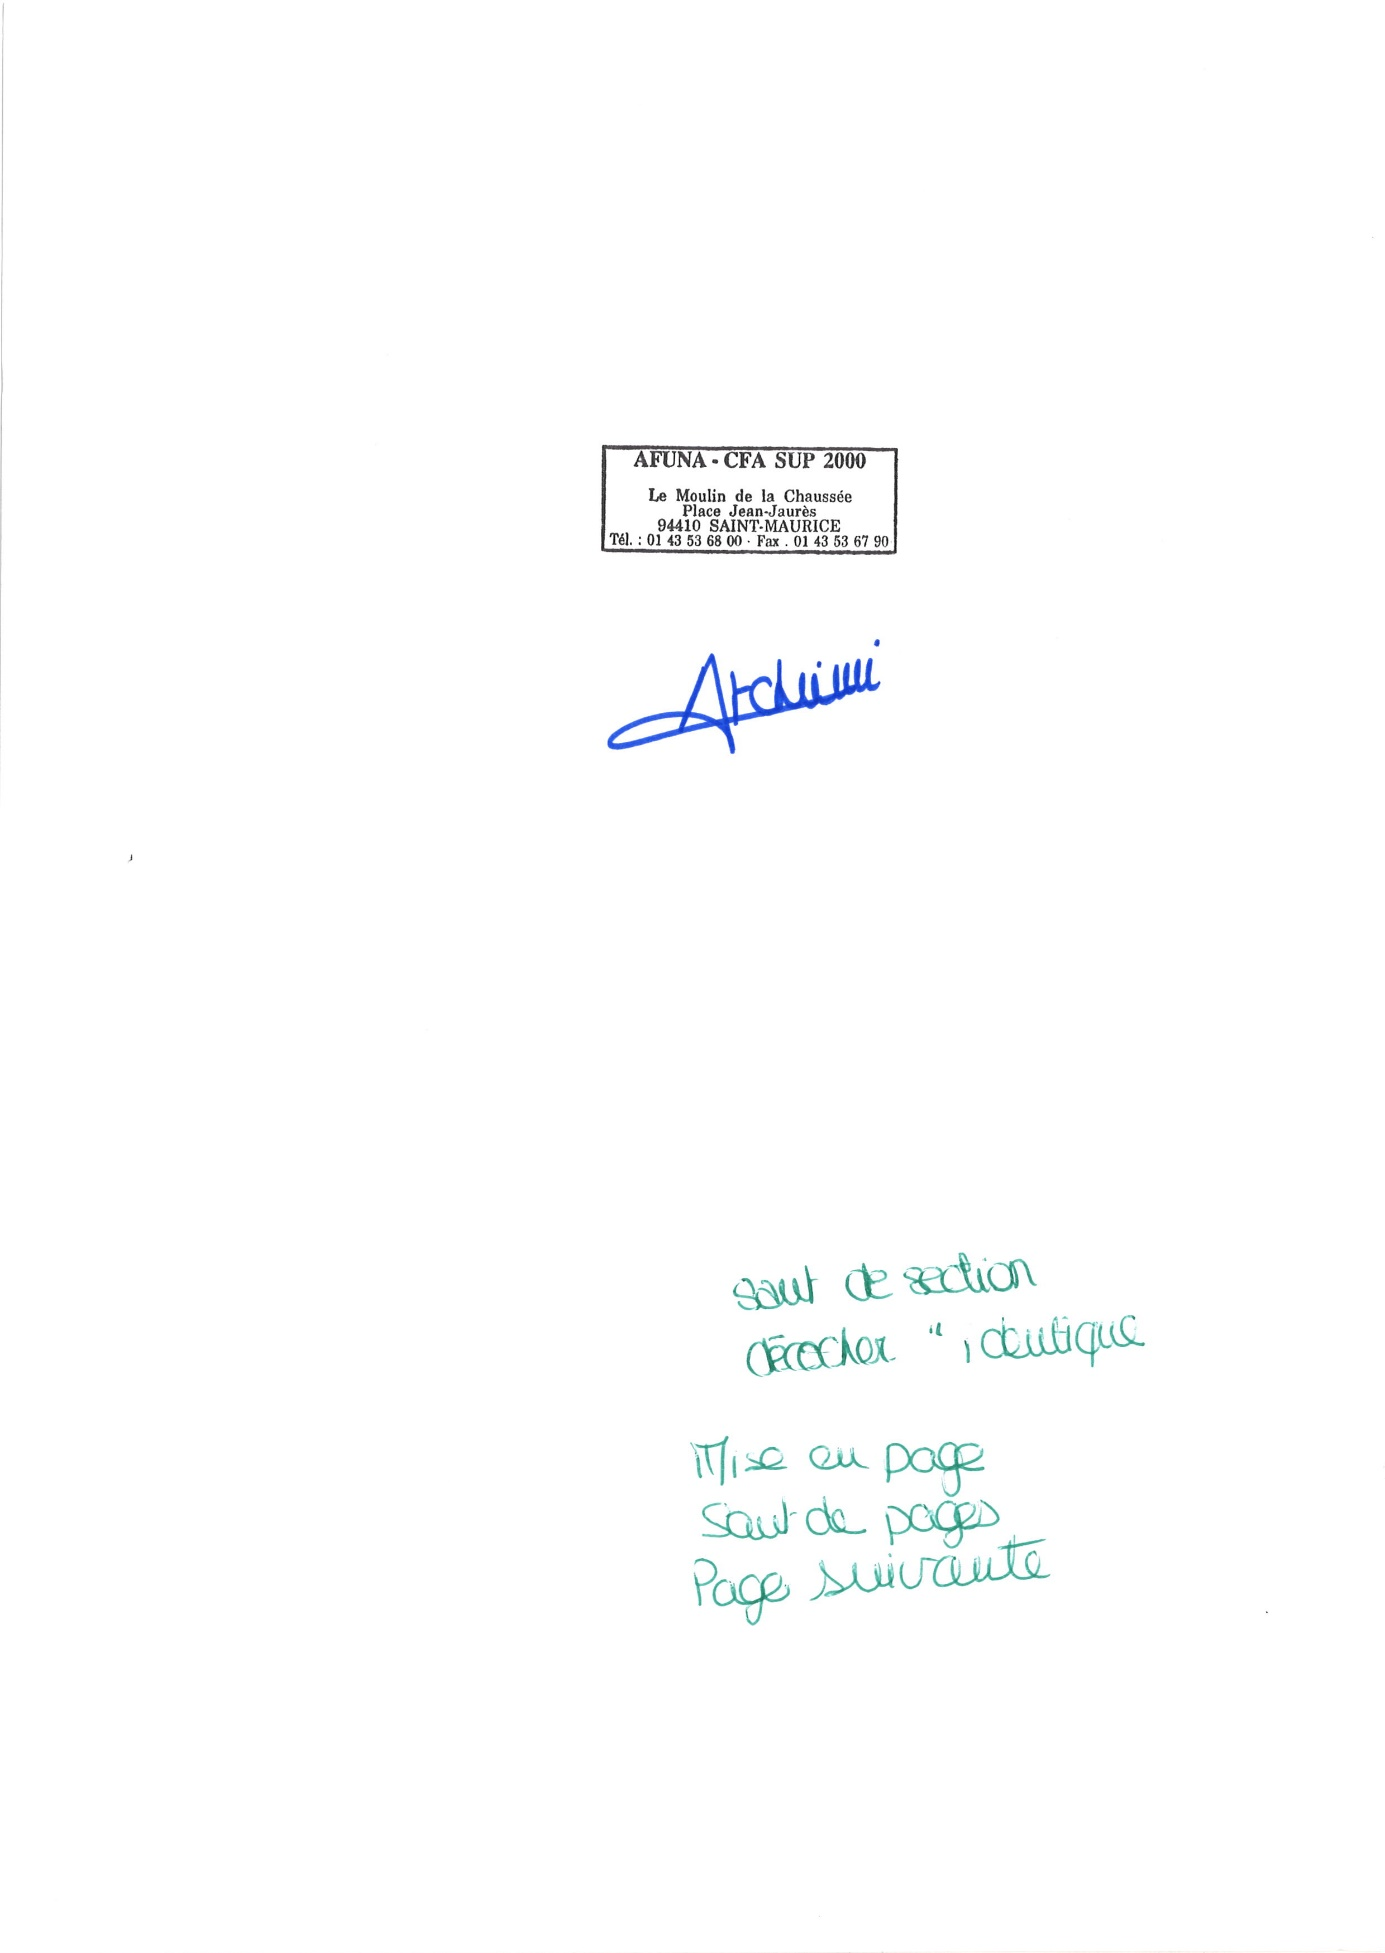 AFUNA - CFA SUP 2000
Le Moulin de la Chaussée
Place Jean-Jaurès
94410 SAINT-MAURICE
Tél. : 01 43 53 68 00 · Fax . 01 43 53 67 90
saut de section
décocher " identique
Mise en page
Saut de pages
Page suivante